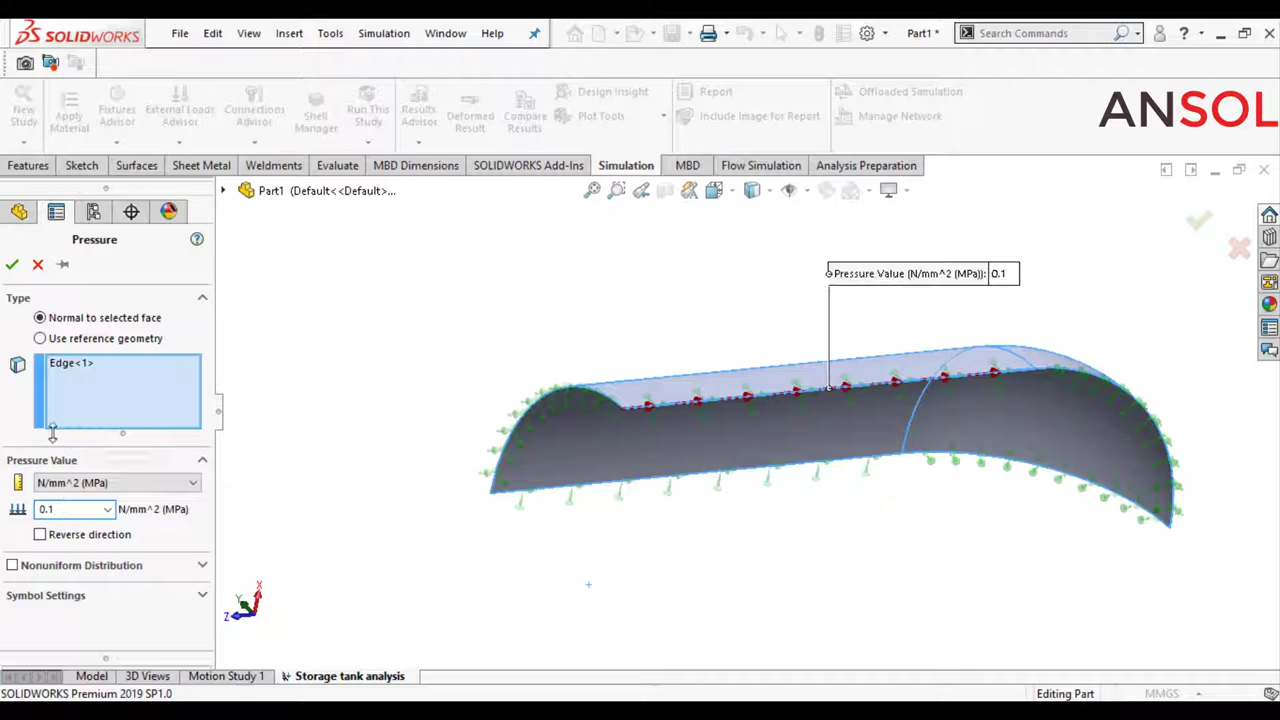 SOLIDWORKS File Edit View Insert Tools Simulation Window Help Part1 * Search Commands ?
New Study Apply Material Fixtures Advisor External Loads Advisor Connections Advisor Shell Manager Run This Study Results Advisor Deformed Result Compare Results Design Insight Plot Tools Report Include Image for Report Offloaded Simulation Manage Network
ANSOL
Features Sketch Surfaces Sheet Metal Weldments Evaluate MBD Dimensions SOLIDWORKS Add-Ins Simulation MBD Flow Simulation Analysis Preparation
Part1 (Default<<Default>...
Pressure ?
Type
Normal to selected face
Use reference geometry
Edge<1>
Pressure Value (N/mm^2 (MPa)): 0.1
Pressure Value
N/mm^2 (MPa)
0.1 N/mm^2 (MPa)
Reverse direction
Nonuniform Distribution
Symbol Settings
X
Y
Z
Model 3D Views Motion Study 1 Storage tank analysis
SOLIDWORKS Premium 2019 SP1.0 Editing Part MMGS